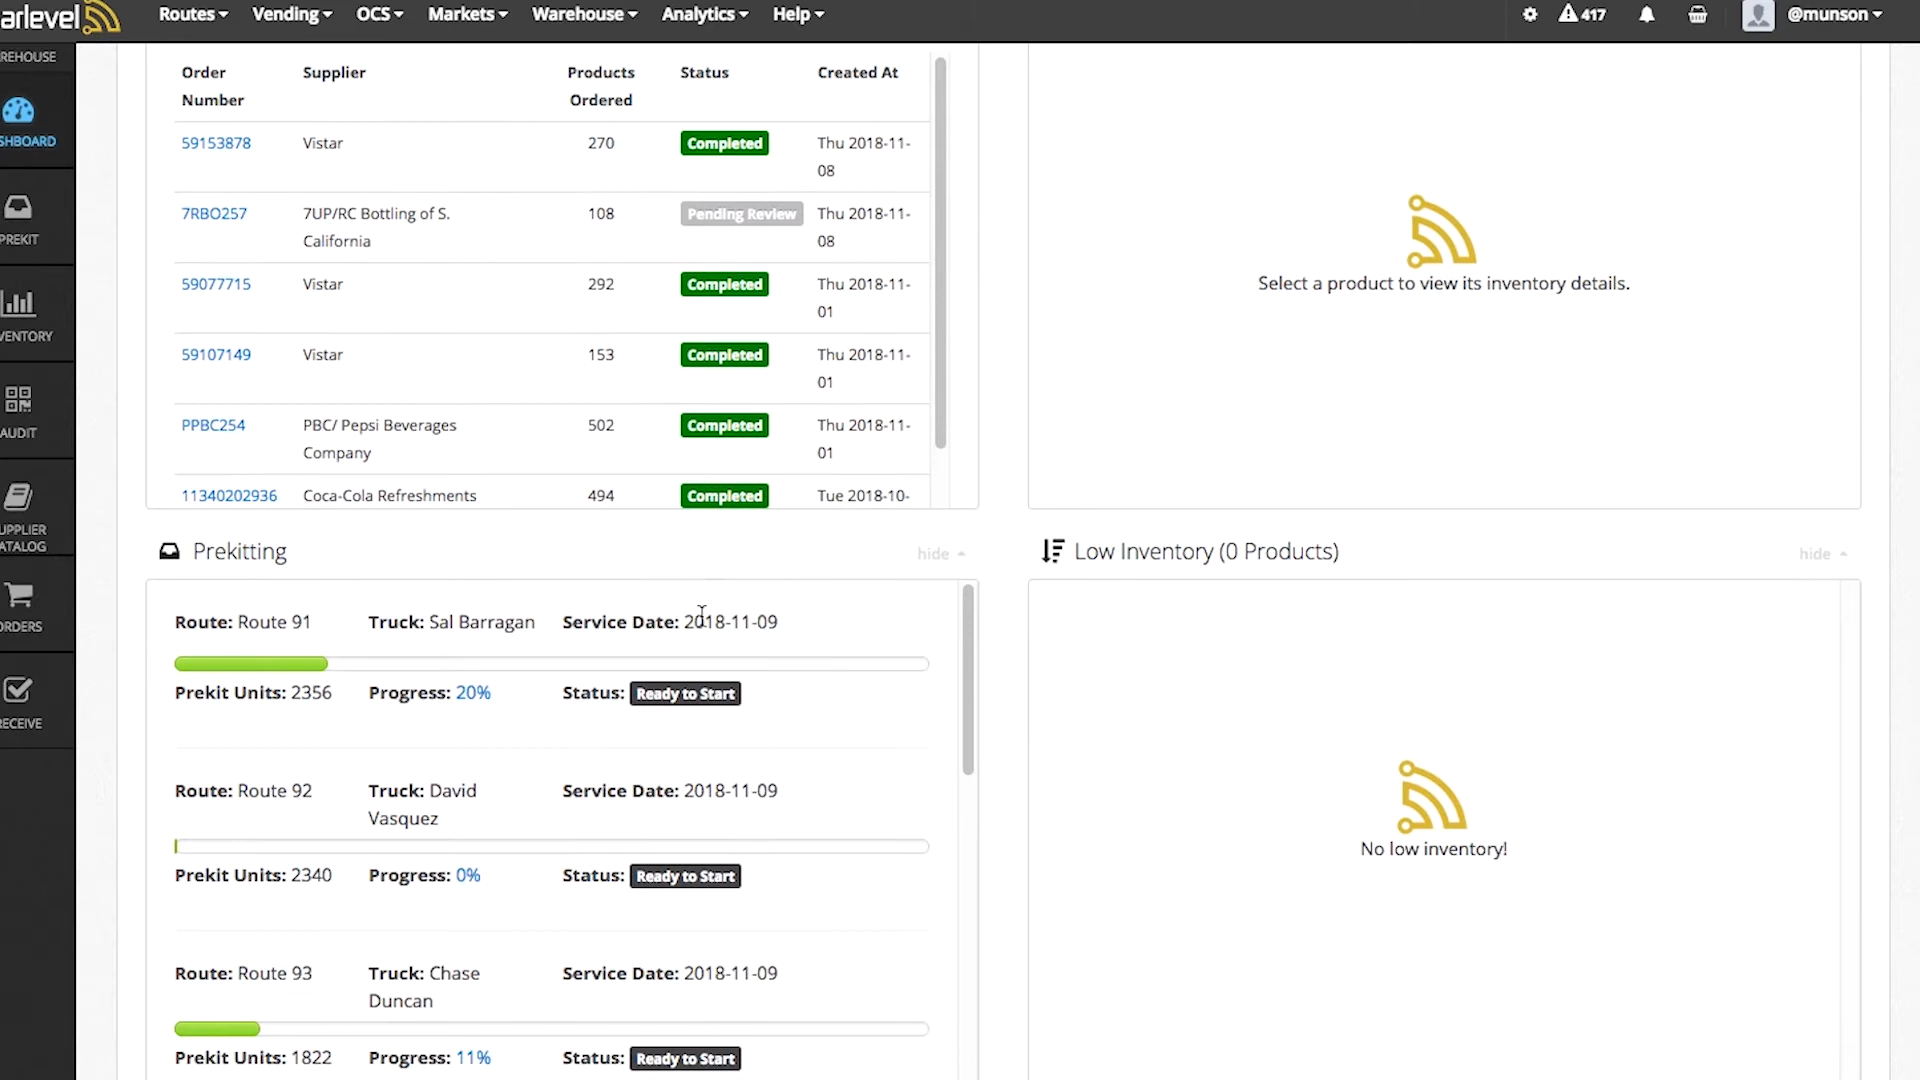 arlevel Routes Vending OCS Markets Warehouse Analytics Help 417 @munson
REHOUSE
SHBOARD
PREKIT
VENTORY
AUDIT
UPPLIER
ATALOG
ORDERS
RECEIVE
Order Number Supplier Products Ordered Status Created At
59153878 Vistar 270 Completed Thu 2018-11-08
7RBO257 7UP/RC Bottling of S. California 108 Pending Review Thu 2018-11-08
59077715 Vistar 292 Completed Thu 2018-11-01
59107149 Vistar 153 Completed Thu 2018-11-01
PPBC254 PBC/ Pepsi Beverages Company 502 Completed Thu 2018-11-01
11340202936 Coca-Cola Refreshments 494 Completed Tue 2018-10-
Select a product to view its inventory details.
Prekitting hide
Route: Route 91 Truck: Sal Barragan Service Date: 2018-11-09
Prekit Units: 2356 Progress: 20% Status: Ready to Start
Route: Route 92 Truck: David Vasquez Service Date: 2018-11-09
Prekit Units: 2340 Progress: 0% Status: Ready to Start
Route: Route 93 Truck: Chase Duncan Service Date: 2018-11-09
Prekit Units: 1822 Progress: 11% Status: Ready to Start
Low Inventory (0 Products) hide
No low inventory!